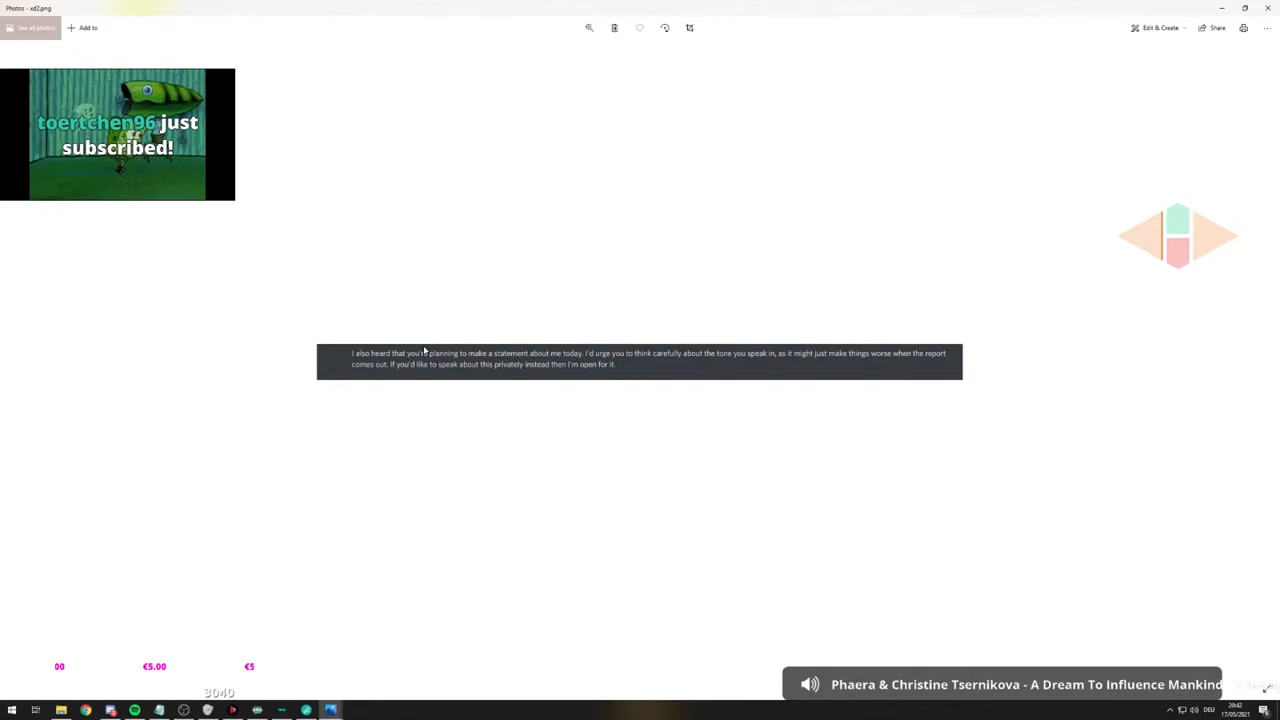 Photos - xd2.png
See all photos
Add to
Edit & Create
Share
toertchen96 just
subscribed!
I also heard that you're planning to make a statement about me today. I'd urge you to think carefully about the tone you speak in, as it might just make things worse when the report
comes out. If you'd like to speak about this privately instead then I'm open for it.
00
€5.00
€5
3040
Phaera & Christine Tsernikova - A Dream To Influence Mankind
DEU
20:42
17/05/2021